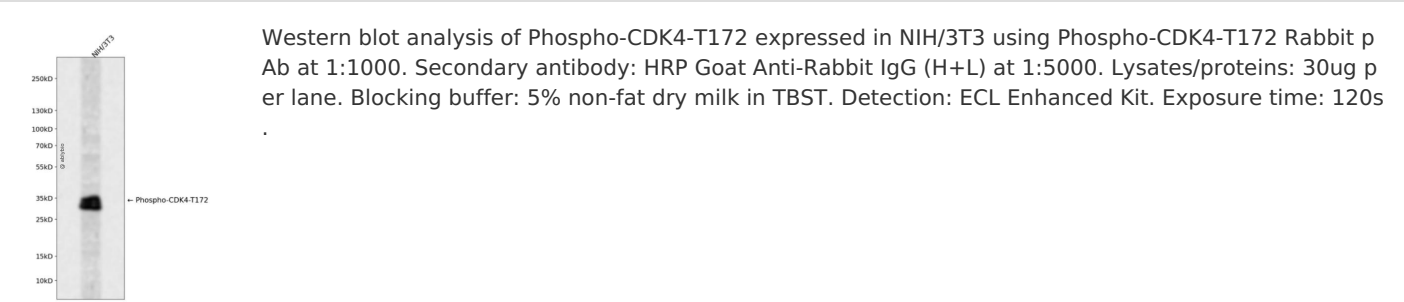 NIH/3T3
250kD
130kD
100kD
70kD
55kD
35kD
25kD
15kD
10kD
@ abybio
← Phospho-CDK4-T172
Western blot analysis of Phospho-CDK4-T172 expressed in NIH/3T3 using Phospho-CDK4-T172 Rabbit p
Ab at 1:1000. Secondary antibody: HRP Goat Anti-Rabbit IgG (H+L) at 1:5000. Lysates/proteins: 30ug p
er lane. Blocking buffer: 5% non-fat dry milk in TBST. Detection: ECL Enhanced Kit. Exposure time: 120s
.